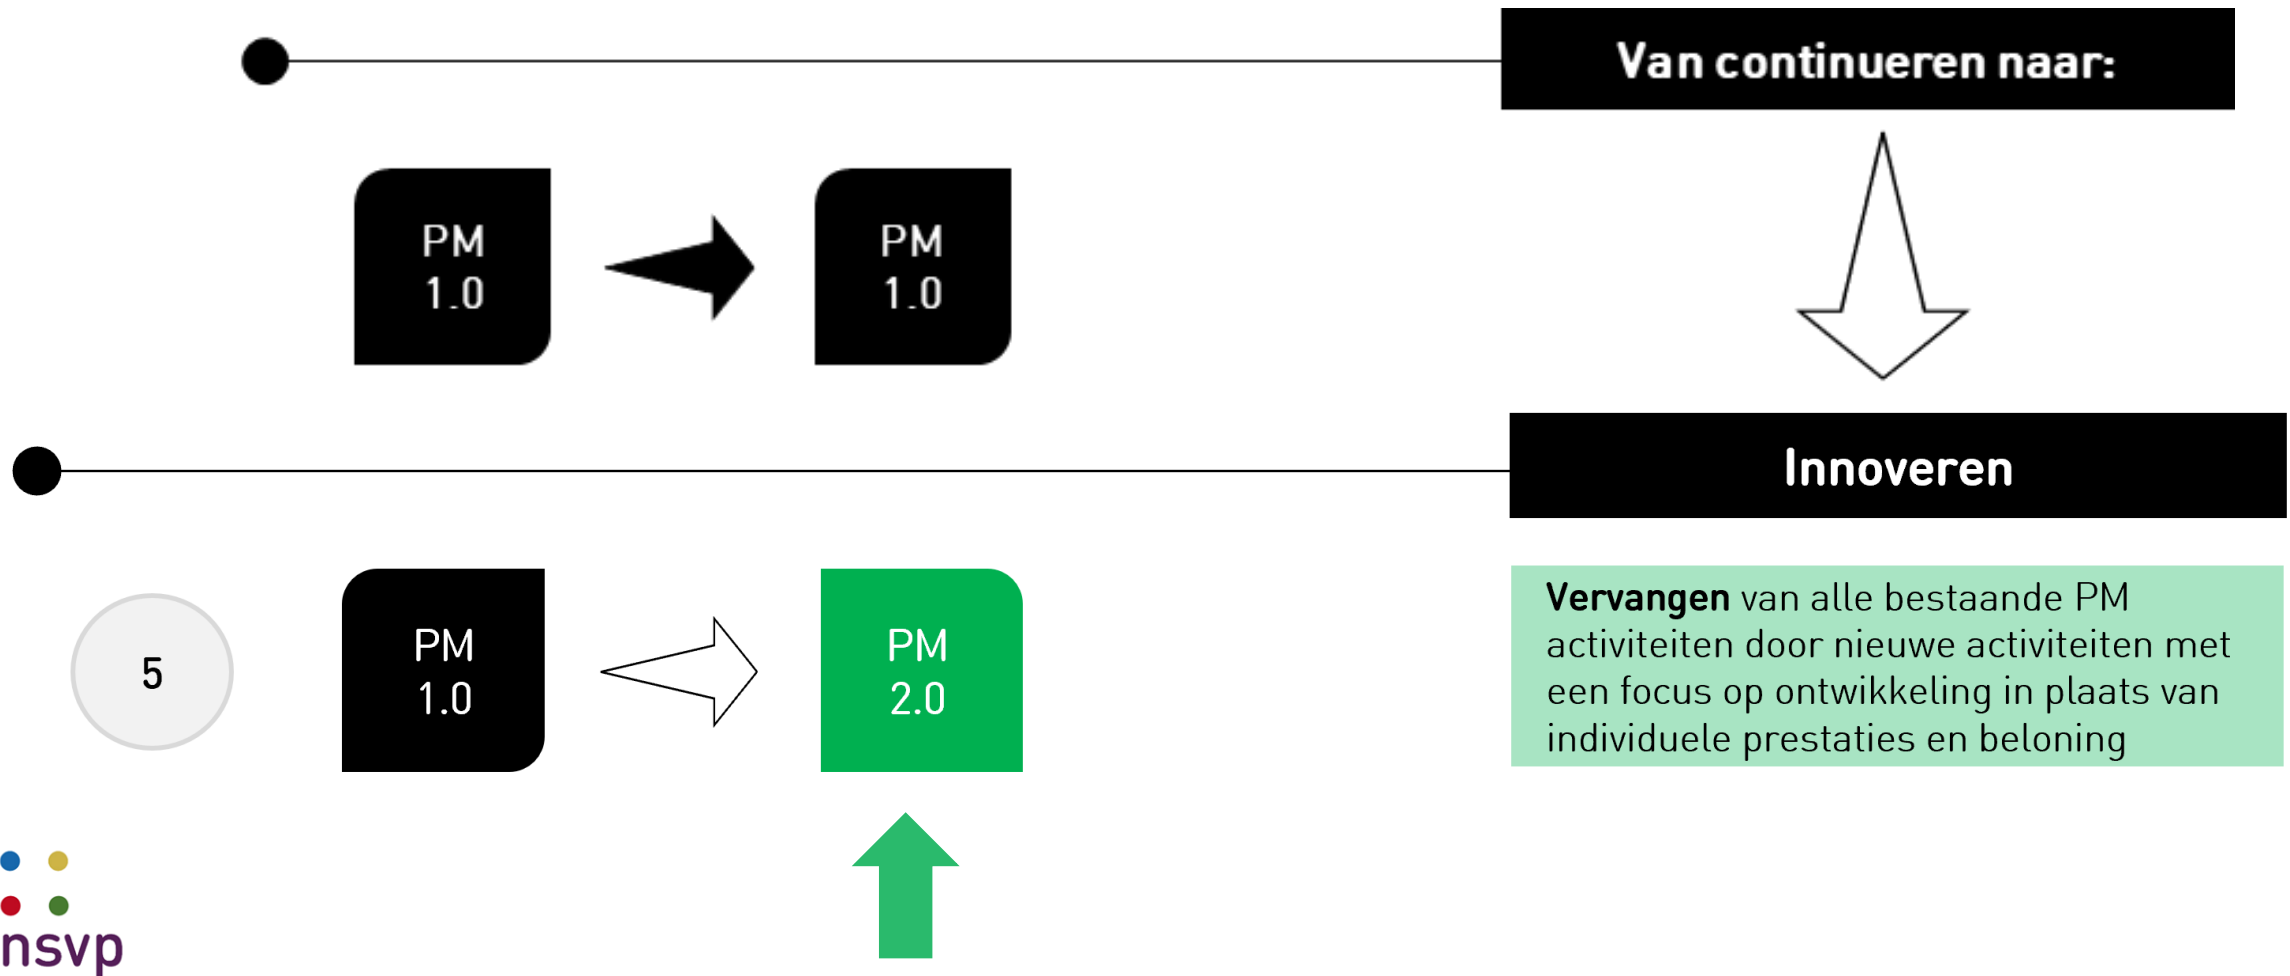 Van continueren naar:
PM
1.0
PM
1.0
Innoveren
5
PM
1.0
PM
2.0
Vervangen van alle bestaande PM
activiteiten door nieuwe activiteiten met
een focus op ontwikkeling in plaats van
individuele prestaties en beloning
nsvp